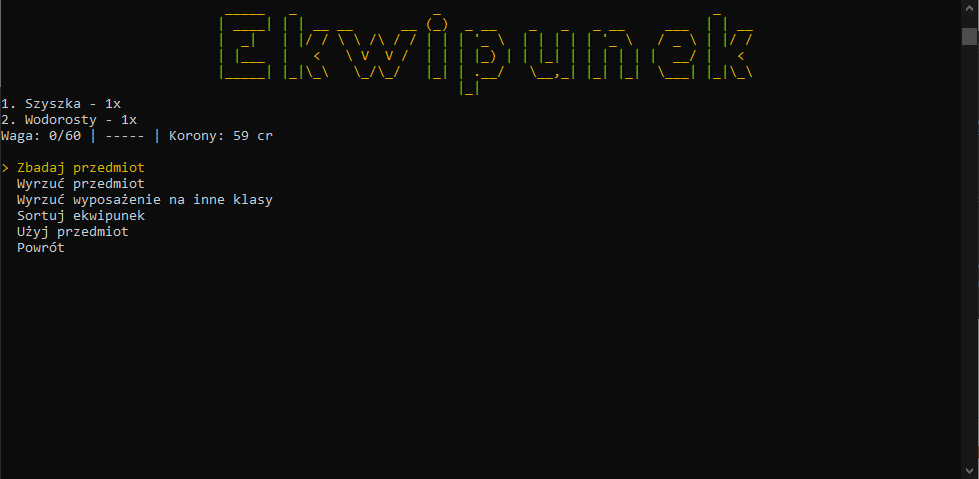 Ekwipunek
1. Szyszka - 1x
2. Wodorosty - 1x
Waga: 0/60 | ----- | Korony: 59 cr
> Zbadaj przedmiot
Wyrzuć przedmiot
Wyrzuć wyposażenie na inne klasy
Sortuj ekwipunek
Użyj przedmiot
Powrót